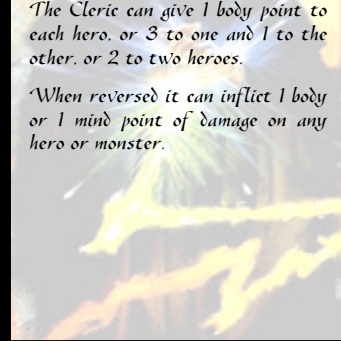 The Cleric can give 1 body point to
each hero, or 3 to one and 1 to the
other, or 2 to two heroes.
When reversed it can inflict 1 body
or 1 mind point of damage on any
hero or monster.